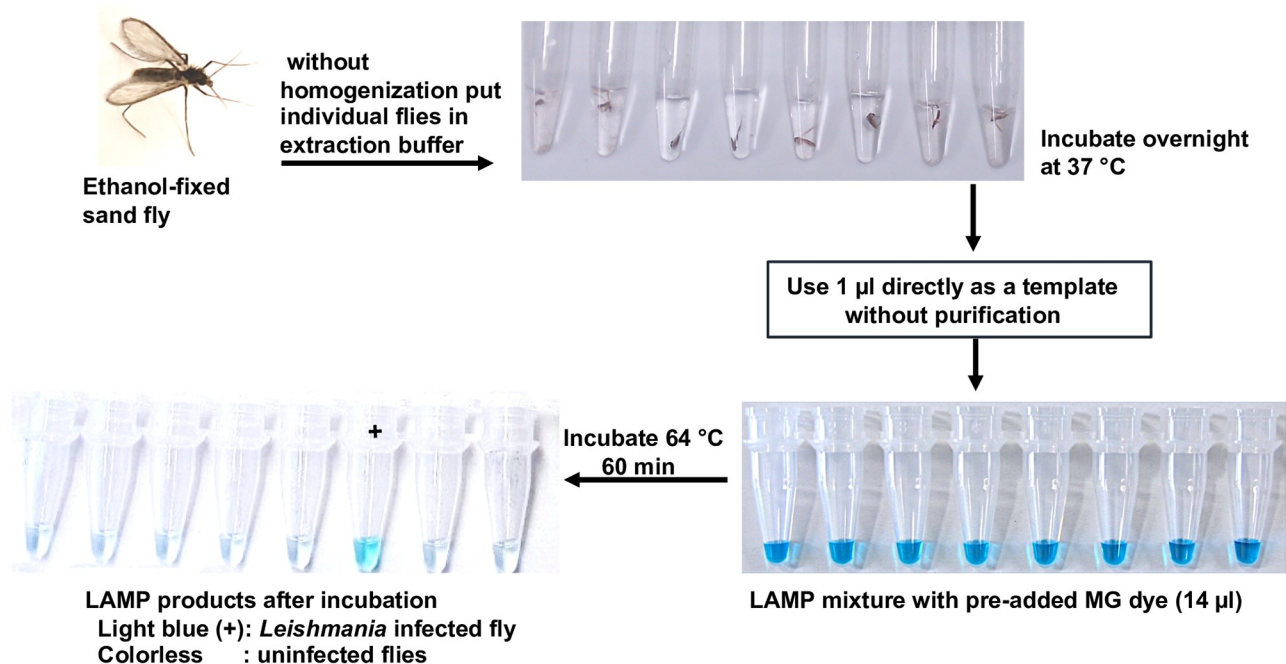 without
homogenization put
individual flies in
extraction buffer
Ethanol-fixed
sand fly
Incubate overnight
at 37 °C
Use 1 µl directly as a template
without purification
LAMP mixture with pre-added MG dye (14 µl)
Incubate 64 °C
60 min
+
LAMP products after incubation
Light blue (+): Leishmania infected fly
Colorless : uninfected flies